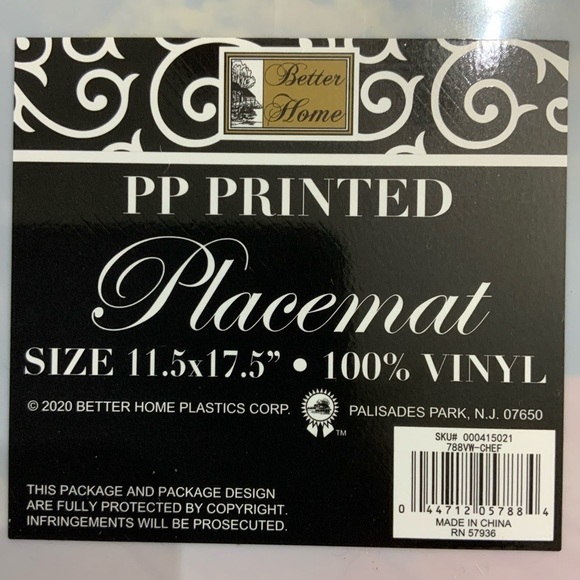 Better
Home
PP PRINTED
Placemat
SIZE 11.5x17.5” • 100% VINYL
© 2020 BETTER HOME PLASTICS CORP. PALISADES PARK, N.J. 07650
TM
SKU# 000415021
788VW-CHEF
0 44712 05788 4
MADE IN CHINA
RN 57936
THIS PACKAGE AND PACKAGE DESIGN
ARE FULLY PROTECTED BY COPYRIGHT.
INFRINGEMENTS WILL BE PROSECUTED.